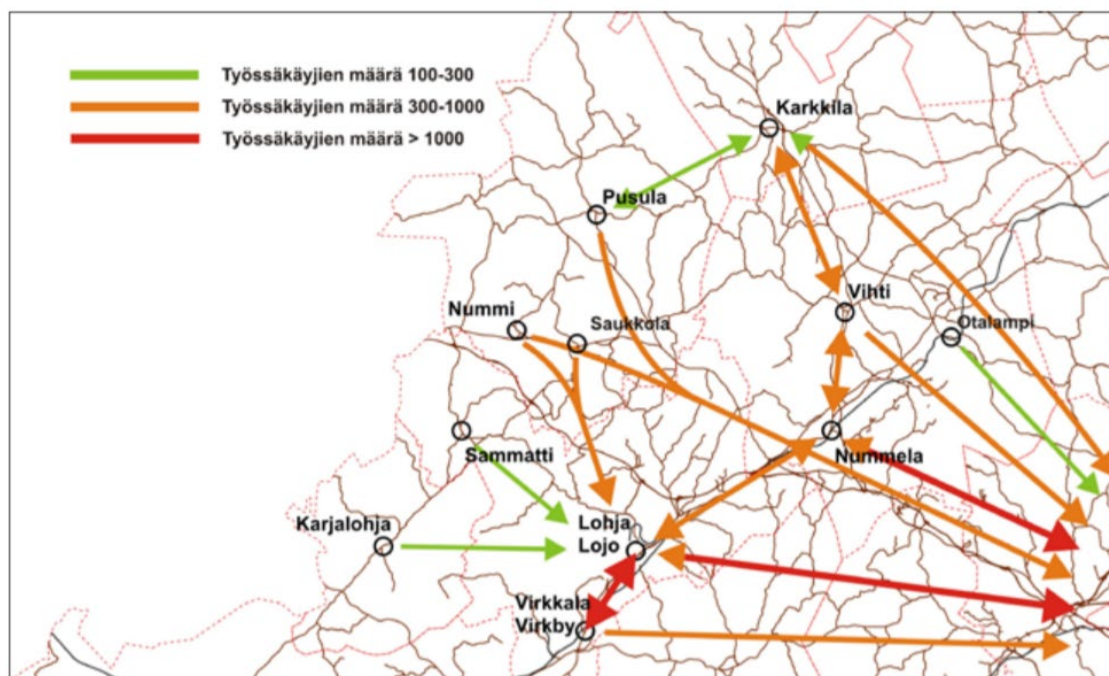 Työssäkäyjien määrä 100-300
Työssäkäyjien määrä 300-1000
Työssäkäyjien määrä > 1000
Karkkila
Pusula
Vihti
Nummi
Saukkola
Otalampi
Sammatti
Nummela
Karjalohja
Lohja
Lojo
Virkkala
Virkby